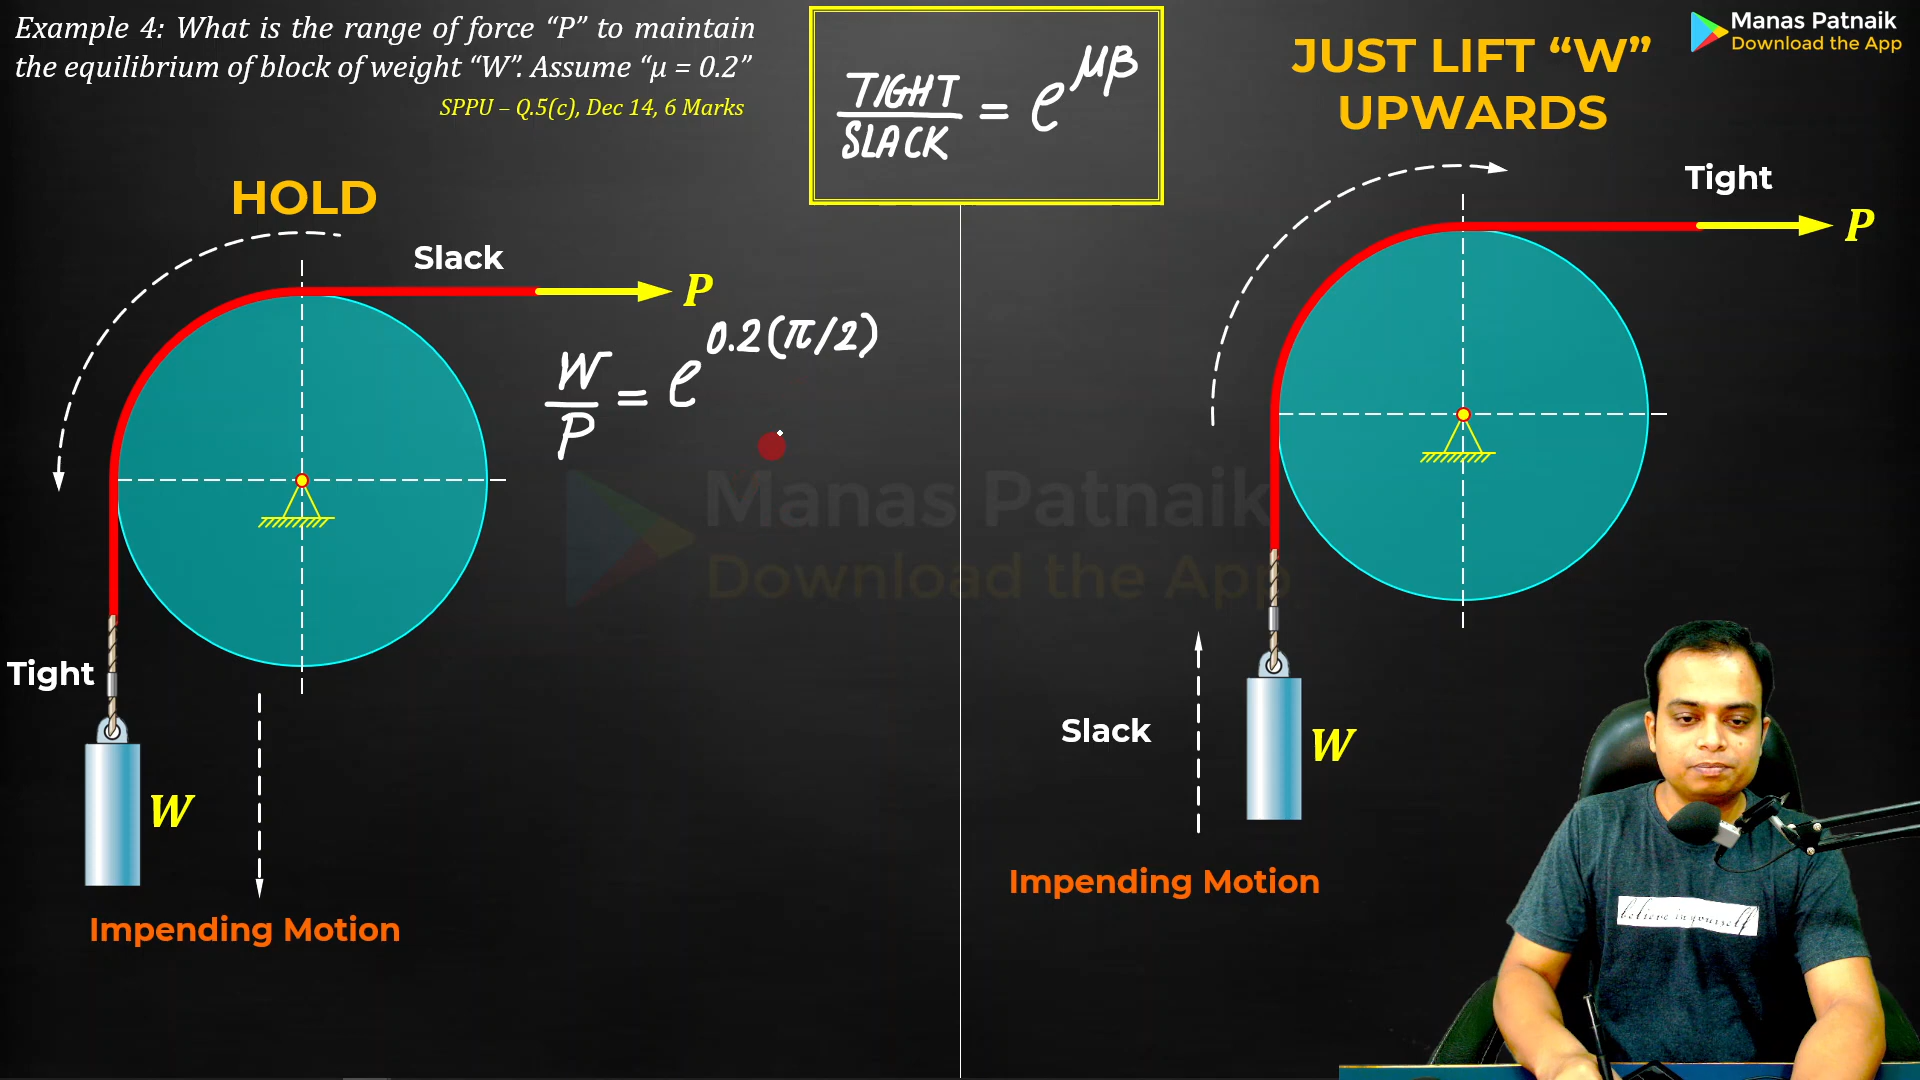 Example 4: What is the range of force “P” to maintain
the equilibrium of block of weight “W”. Assume “μ = 0.2”
SPPU – Q.5(c), Dec 14, 6 Marks
TIGHT
SLACK
= e^μβ
JUST LIFT “W”
UPWARDS
Manas Patnaik
Download the App
HOLD
Slack
P
W
P
= e^0.2(π/2)
Tight
W
Impending Motion
Tight
P
Slack
W
Impending Motion
Manas Patnaik
Download the App
believe in yourself